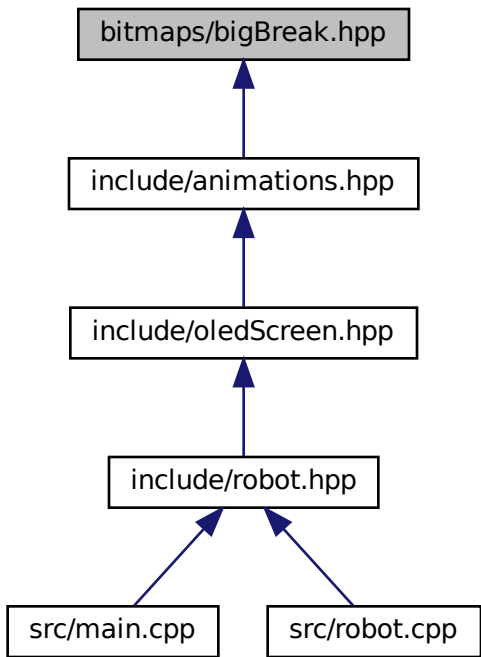 bitmaps/bigBreak.hpp
include/animations.hpp
include/oledScreen.hpp
include/robot.hpp
src/main.cpp
src/robot.cpp